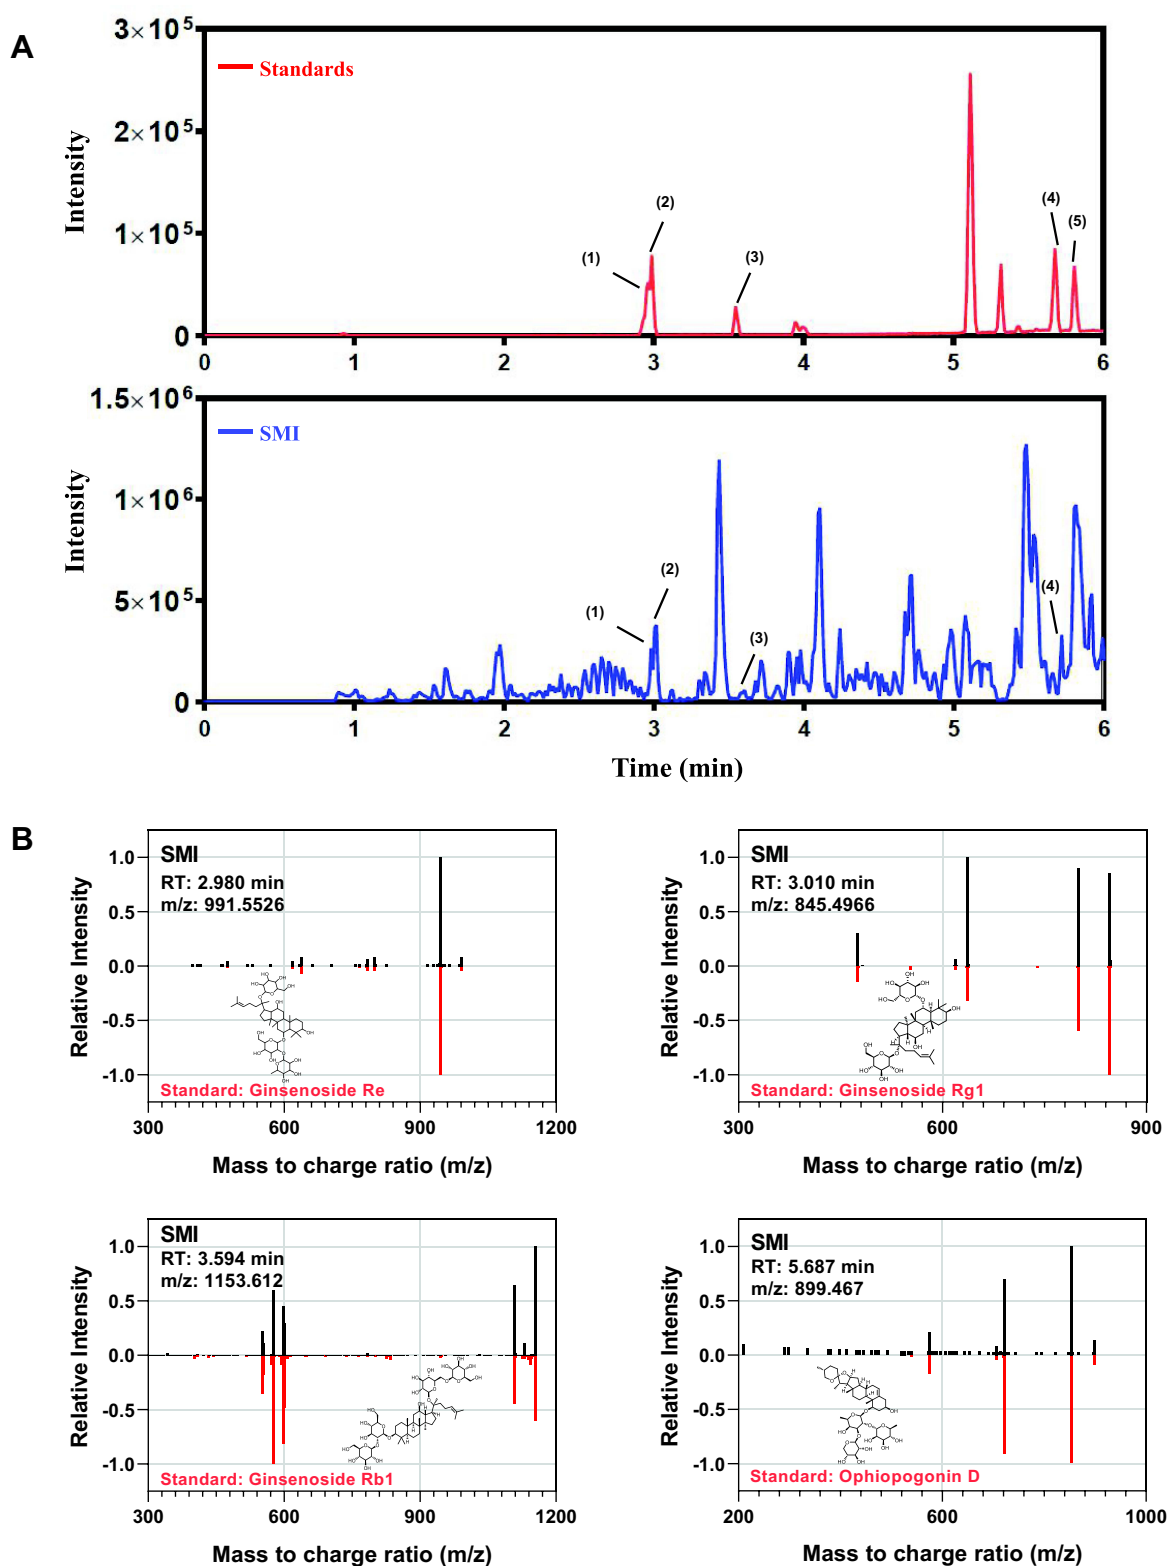 A
3×10⁵
2×10⁵
1×10⁵
0
Intensity
Standards
(1)
(2)
(3)
(4)
(5)
0 1 2 3 4 5 6
1.5×10⁶
1×10⁶
5×10⁵
0
Intensity
SMI
(1)
(2)
(3)
(4)
0 1 2 3 4 5 6
Time (min)
B
SMI
RT: 2.980 min
m/z: 991.5526
1.0
0.5
0.0
-0.5
-1.0
Relative Intensity
Standard: Ginsenoside Re
300 600 900 1200
Mass to charge ratio (m/z)
SMI
RT: 3.010 min
m/z: 845.4966
1.0
0.5
0.0
-0.5
-1.0
Relative Intensity
Standard: Ginsenoside Rg1
300 600 900
Mass to charge ratio (m/z)
SMI
RT: 3.594 min
m/z: 1153.612
1.0
0.5
0.0
-0.5
-1.0
Relative Intensity
Standard: Ginsenoside Rb1
300 600 900 1200
Mass to charge ratio (m/z)
SMI
RT: 5.687 min
m/z: 899.467
1.0
0.5
0.0
-0.5
-1.0
Relative Intensity
Standard: Ophiopogonin D
200 600 1000
Mass to charge ratio (m/z)